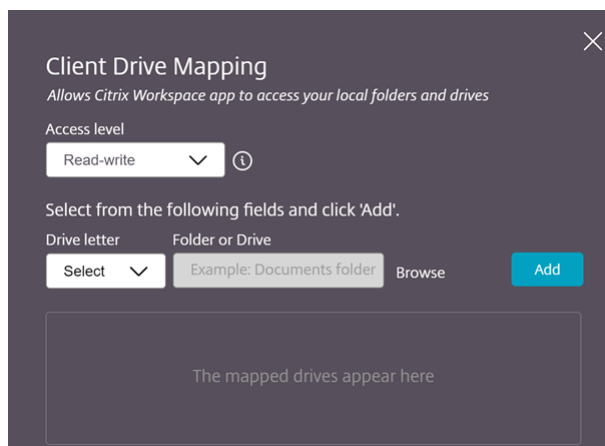 Client Drive Mapping
Allows Citrix Workspace app to access your local folders and drives
Access level
Read-write
Select from the following fields and click 'Add'.
Drive letter Folder or Drive
Select Example: Documents folder Browse Add
The mapped drives appear here